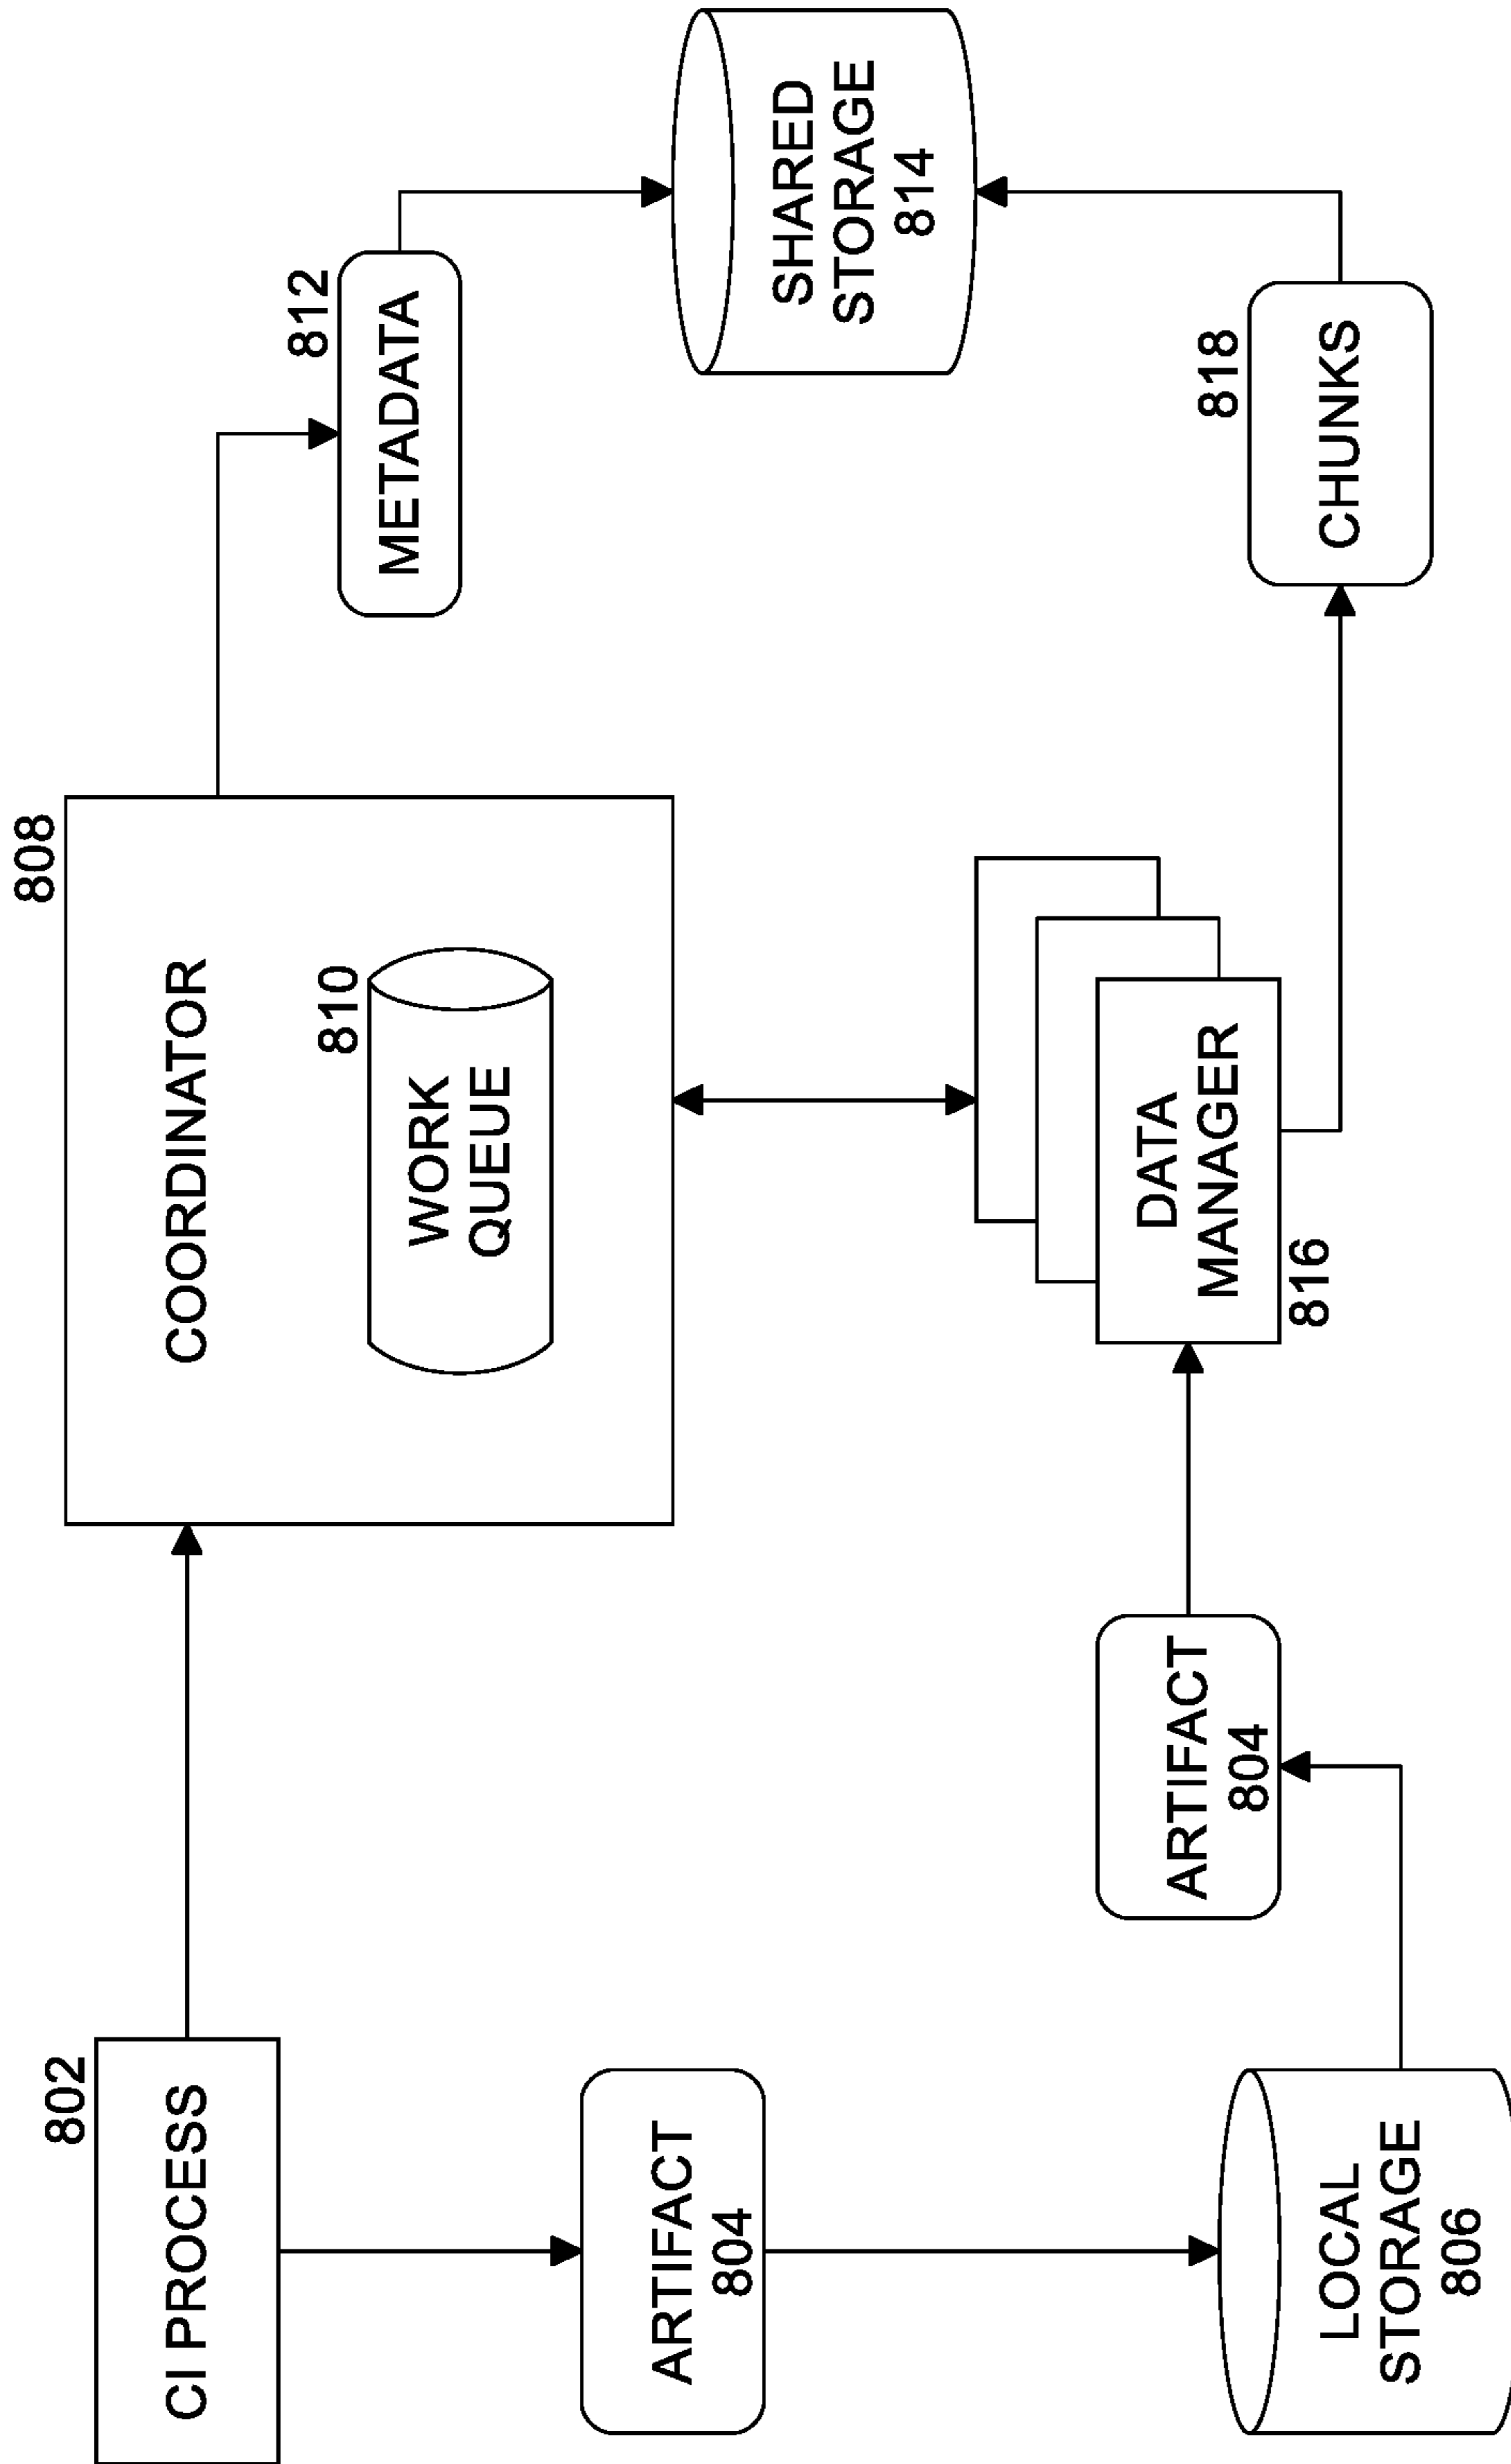 808
COORDINATOR
810
WORK
QUEUE
802
CI PROCESS
812
METADATA
ARTIFACT
804
SHARED
STORAGE
814
ARTIFACT
804
DATA
MANAGER
816
818
CHUNKS
LOCAL
STORAGE
806